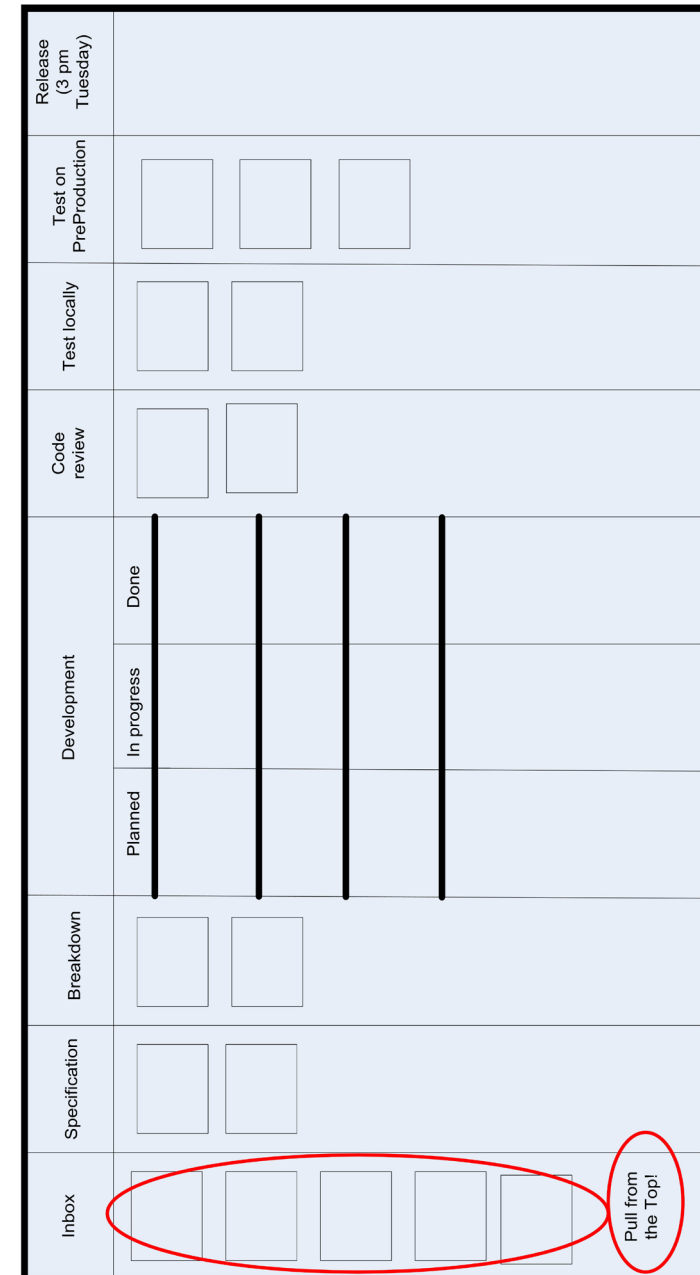 Inbox
Specification
Breakdown
Development
Planned
In progress
Done
Code
review
Test locally
Test on
PreProduction
Release
(3 pm
Tuesday)
Pull from
the Top!